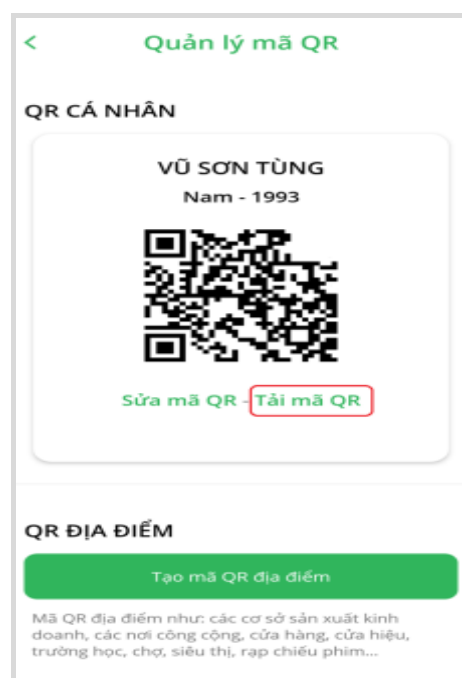 Quản lý mã QR
QR CÁ NHÂN
VŨ SƠN TÙNG
Nam - 1993
Sửa mã QR - Tải mã QR
QR ĐỊA ĐIỂM
Tạo mã QR địa điểm
Mã QR địa điểm như: các cơ sở sản xuất kinh
doanh, các nơi công cộng, cửa hàng, cửa hiệu,
trường học, chợ, siêu thị, rạp chiếu phim...